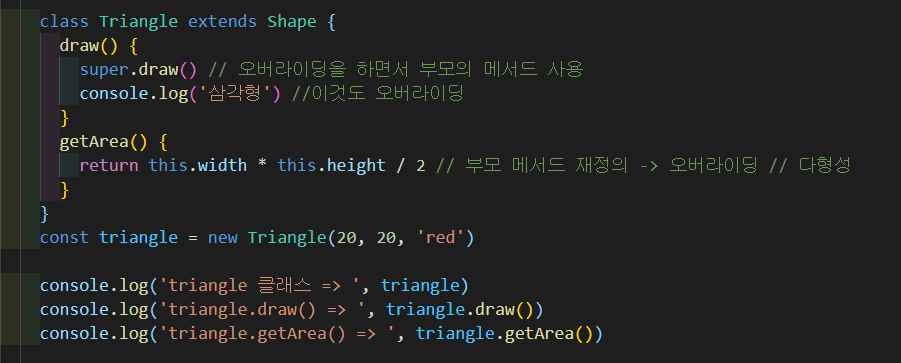 class Triangle extends Shape {
draw() {
super.draw() // 오버라이딩을 하면서 부모의 메서드 사용
console.log('삼각형') //이것도 오버라이딩
}
getArea() {
return this.width * this.height / 2 // 부모 메서드 재정의 -> 오버라이딩 // 다형성
}
}
const triangle = new Triangle(20, 20, 'red')
console.log('triangle 클래스 => ', triangle)
console.log('triangle.draw() => ', triangle.draw())
console.log('triangle.getArea() => ', triangle.getArea())